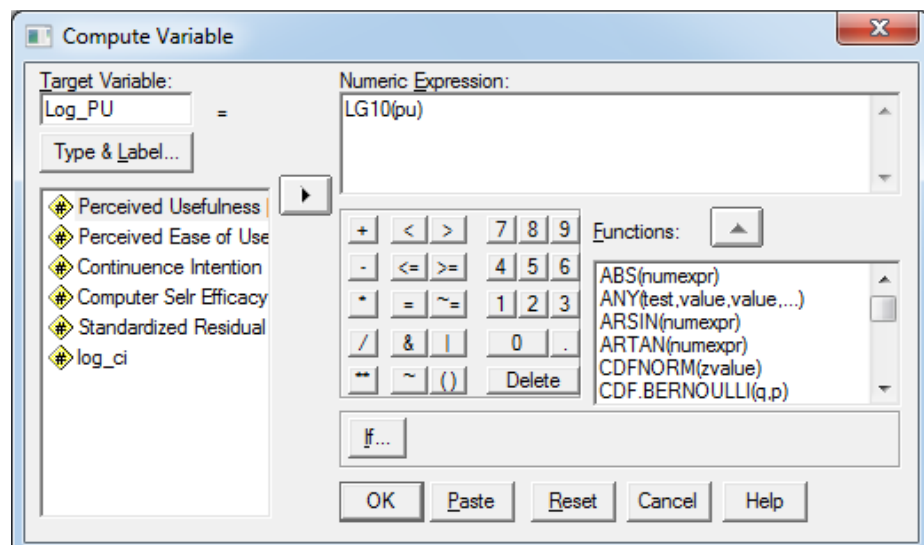 Compute Variable
Target Variable:
Log_PU
=
Type & Label...
Numeric Expression:
LG10(pu)
Perceived Usefulness
Perceived Ease of Use
Continuence Intention
Computer Selr Efficacy
Standardized Residual
log_ci
+ < > 7 8 9
- <= >= 4 5 6
* = ~= 1 2 3
/ & | 0 .
** ~ () Delete
Functions:
ABS(numexpr)
ANY(test,value,value,...)
ARSIN(numexpr)
ARTAN(numexpr)
CDFNORM(zvalue)
CDF.BERNOULLI(q,p)
If...
OK Paste Reset Cancel Help